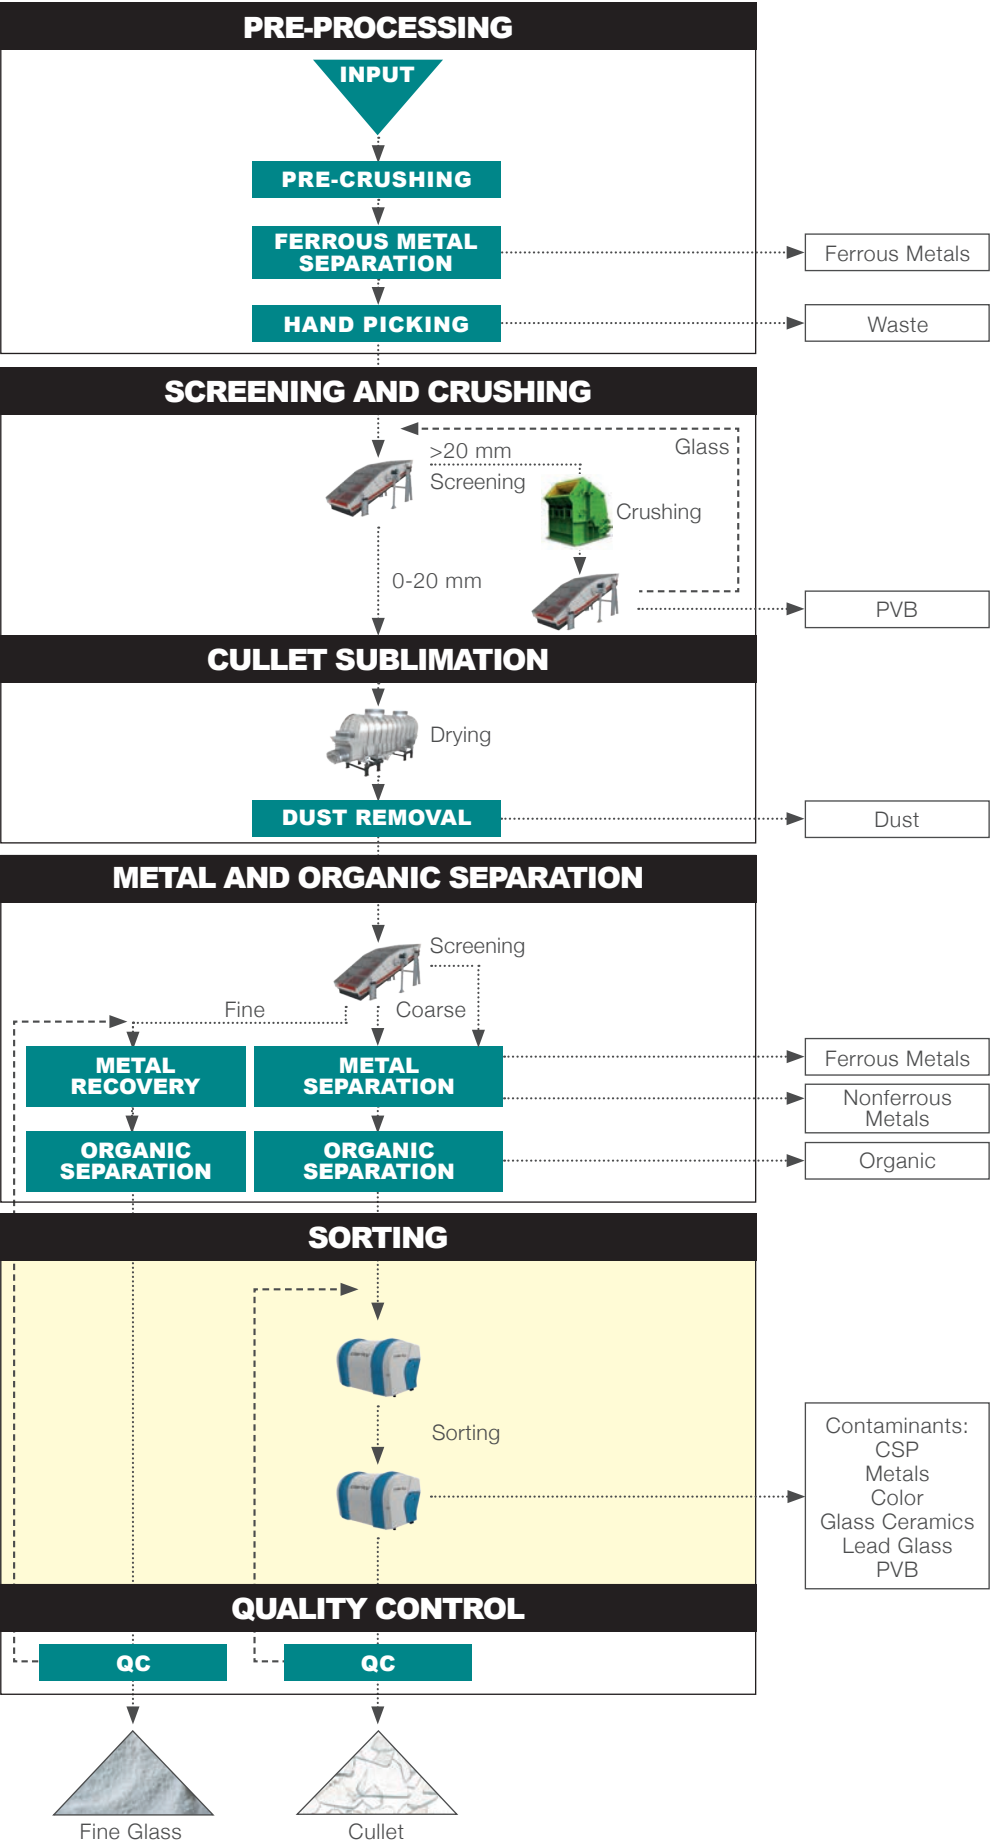 PRE-PROCESSING
INPUT
PRE-CRUSHING
FERROUS METAL
SEPARATION
Ferrous Metals
HAND PICKING
Waste
SCREENING AND CRUSHING
>20 mm
Screening
Glass
Crushing
0-20 mm
PVB
CULLET SUBLIMATION
Drying
DUST REMOVAL
Dust
METAL AND ORGANIC SEPARATION
Screening
Fine
Coarse
METAL
RECOVERY
METAL
SEPARATION
Ferrous Metals
Nonferrous
Metals
ORGANIC
SEPARATION
ORGANIC
SEPARATION
Organic
SORTING
Sorting
Contaminants:
CSP
Metals
Color
Glass Ceramics
Lead Glass
PVB
QUALITY CONTROL
QC
QC
Fine Glass
Cullet